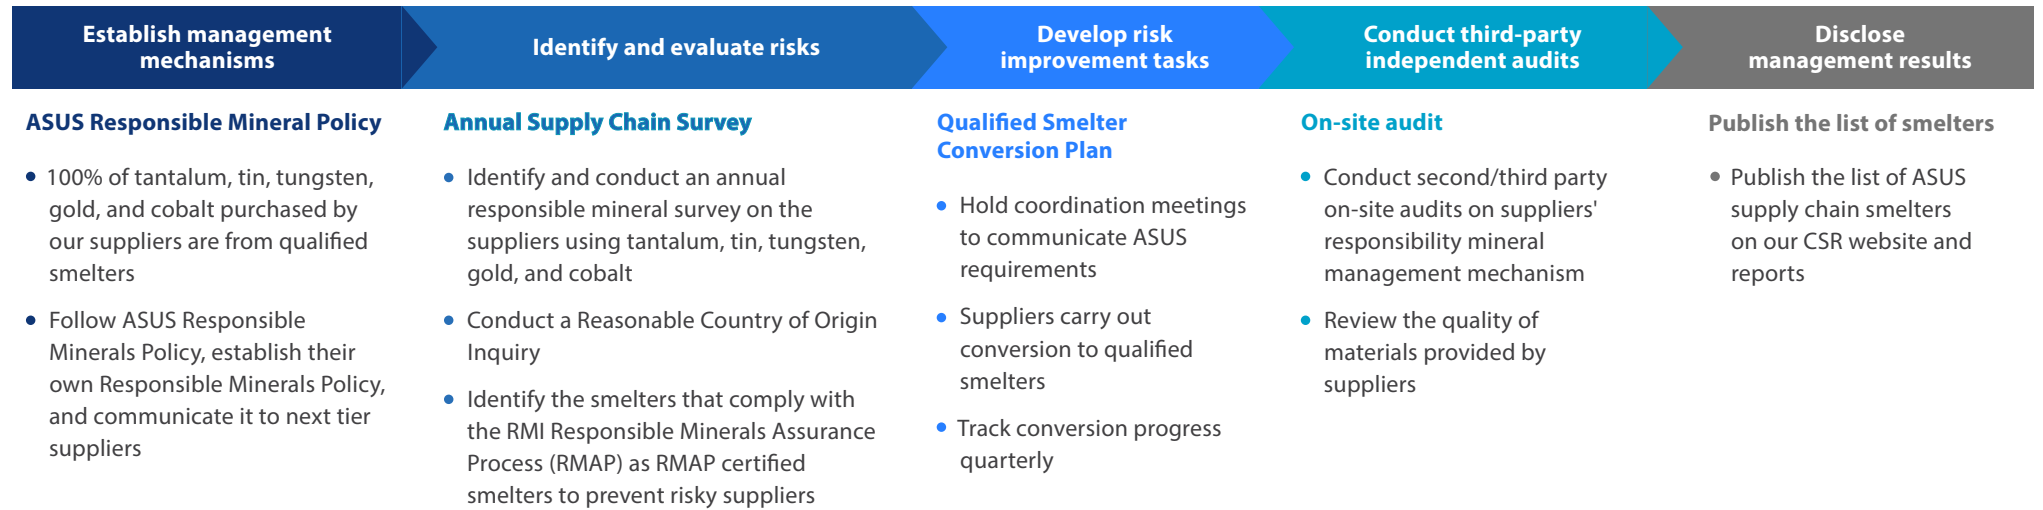 Establish management
mechanisms
Identify and evaluate risks
Develop risk
improvement tasks
Conduct third-party
independent audits
Disclose
management results
ASUS Responsible Mineral Policy
• 100% of tantalum, tin, tungsten,
gold, and cobalt purchased by
our suppliers are from qualified
smelters
• Follow ASUS Responsible
Minerals Policy, establish their
own Responsible Minerals Policy,
and communicate it to next tier
suppliers
Annual Supply Chain Survey
• Identify and conduct an annual
responsible mineral survey on the
suppliers using tantalum, tin, tungsten,
gold, and cobalt
• Conduct a Reasonable Country of Origin
Inquiry
• Identify the smelters that comply with
the RMI Responsible Minerals Assurance
Process (RMAP) as RMAP certified
smelters to prevent risky suppliers
Qualified Smelter
Conversion Plan
• Hold coordination meetings
to communicate ASUS
requirements
• Suppliers carry out
conversion to qualified
smelters
• Track conversion progress
quarterly
On-site audit
• Conduct second/third party
on-site audits on suppliers'
responsibility mineral
management mechanism
• Review the quality of
materials provided by
suppliers
Publish the list of smelters
• Publish the list of ASUS
supply chain smelters
on our CSR website and
reports